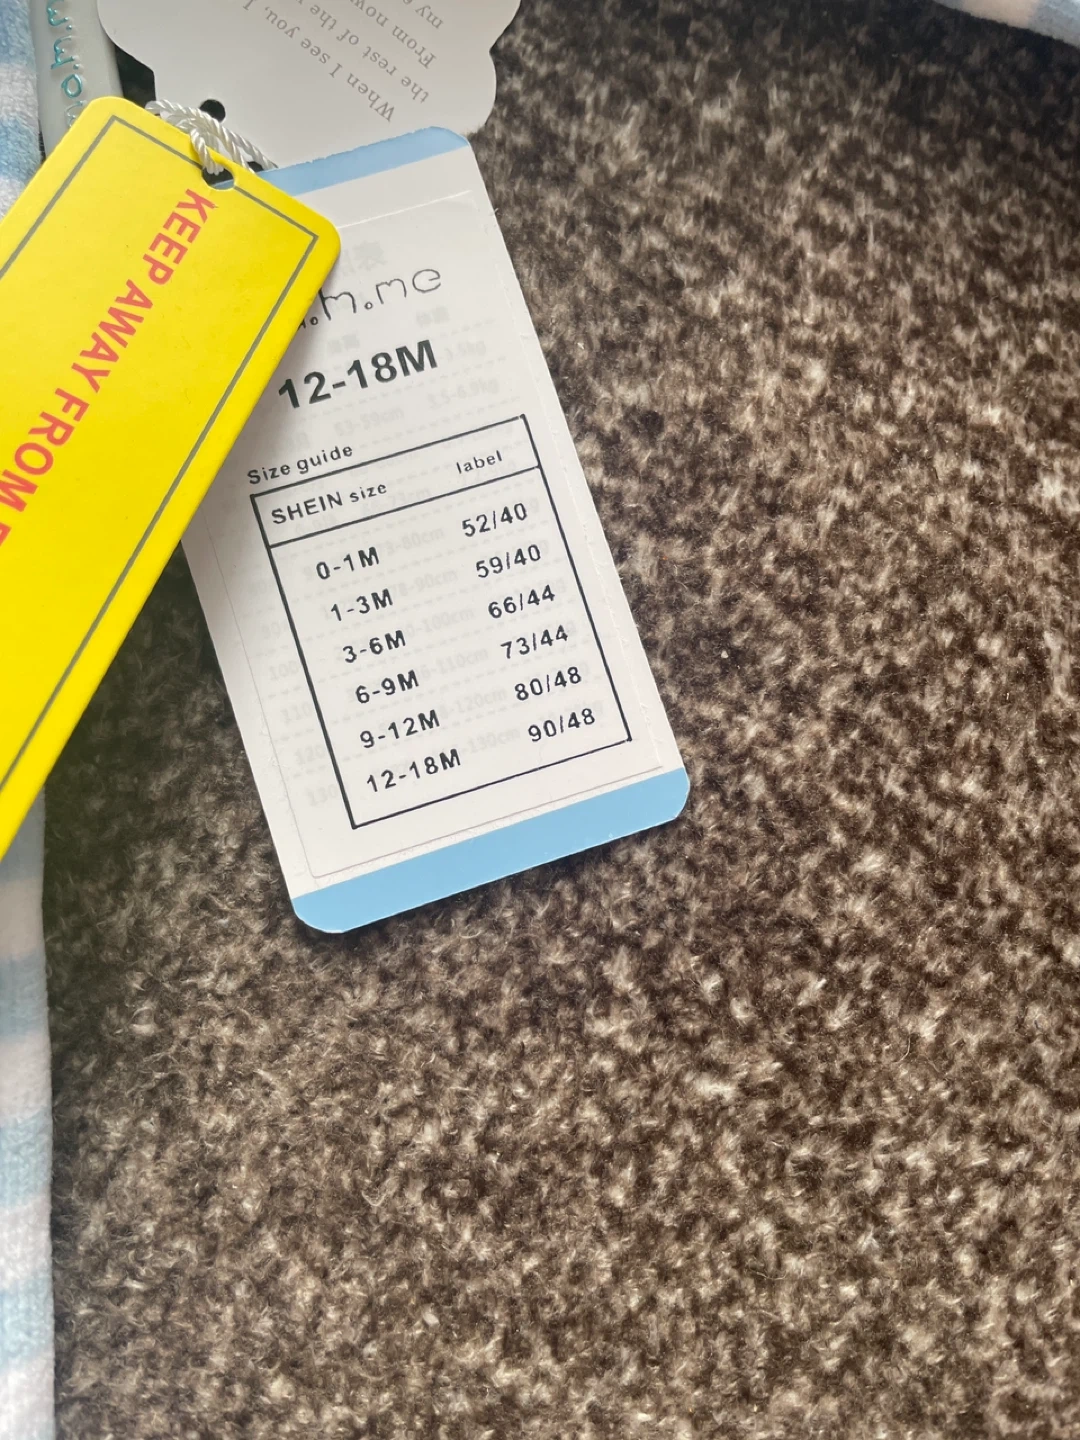 When I see you, I
the rest of the
From now
my
KEEP AWAY FROM
.m.me
12-18M
Size guide
SHEIN size label
0-1M 52/40
1-3M 59/40
3-6M 66/44
6-9M 73/44
9-12M 80/48
12-18M 90/48